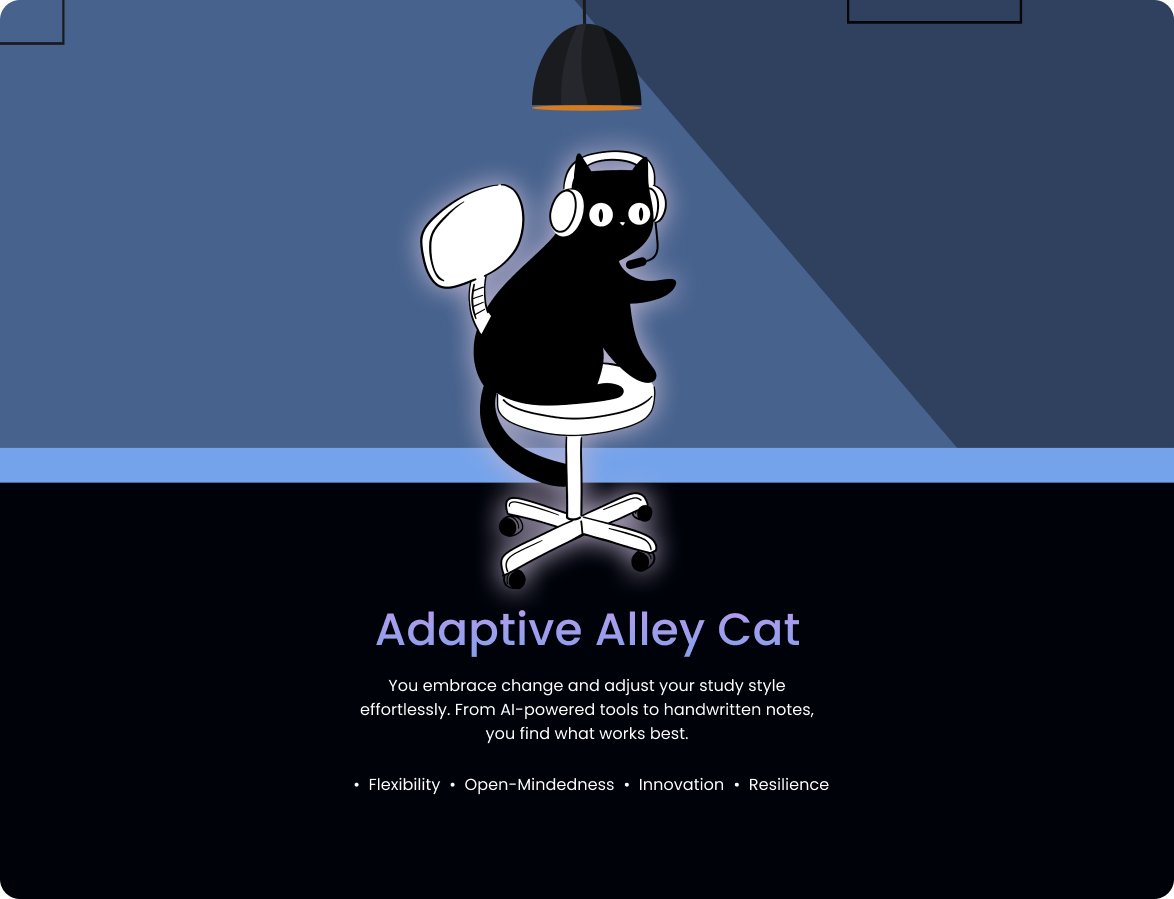 Adaptive Alley Cat
You embrace change and adjust your study style
effortlessly. From AI-powered tools to handwritten notes,
you find what works best.
• Flexibility • Open-Mindedness • Innovation • Resilience